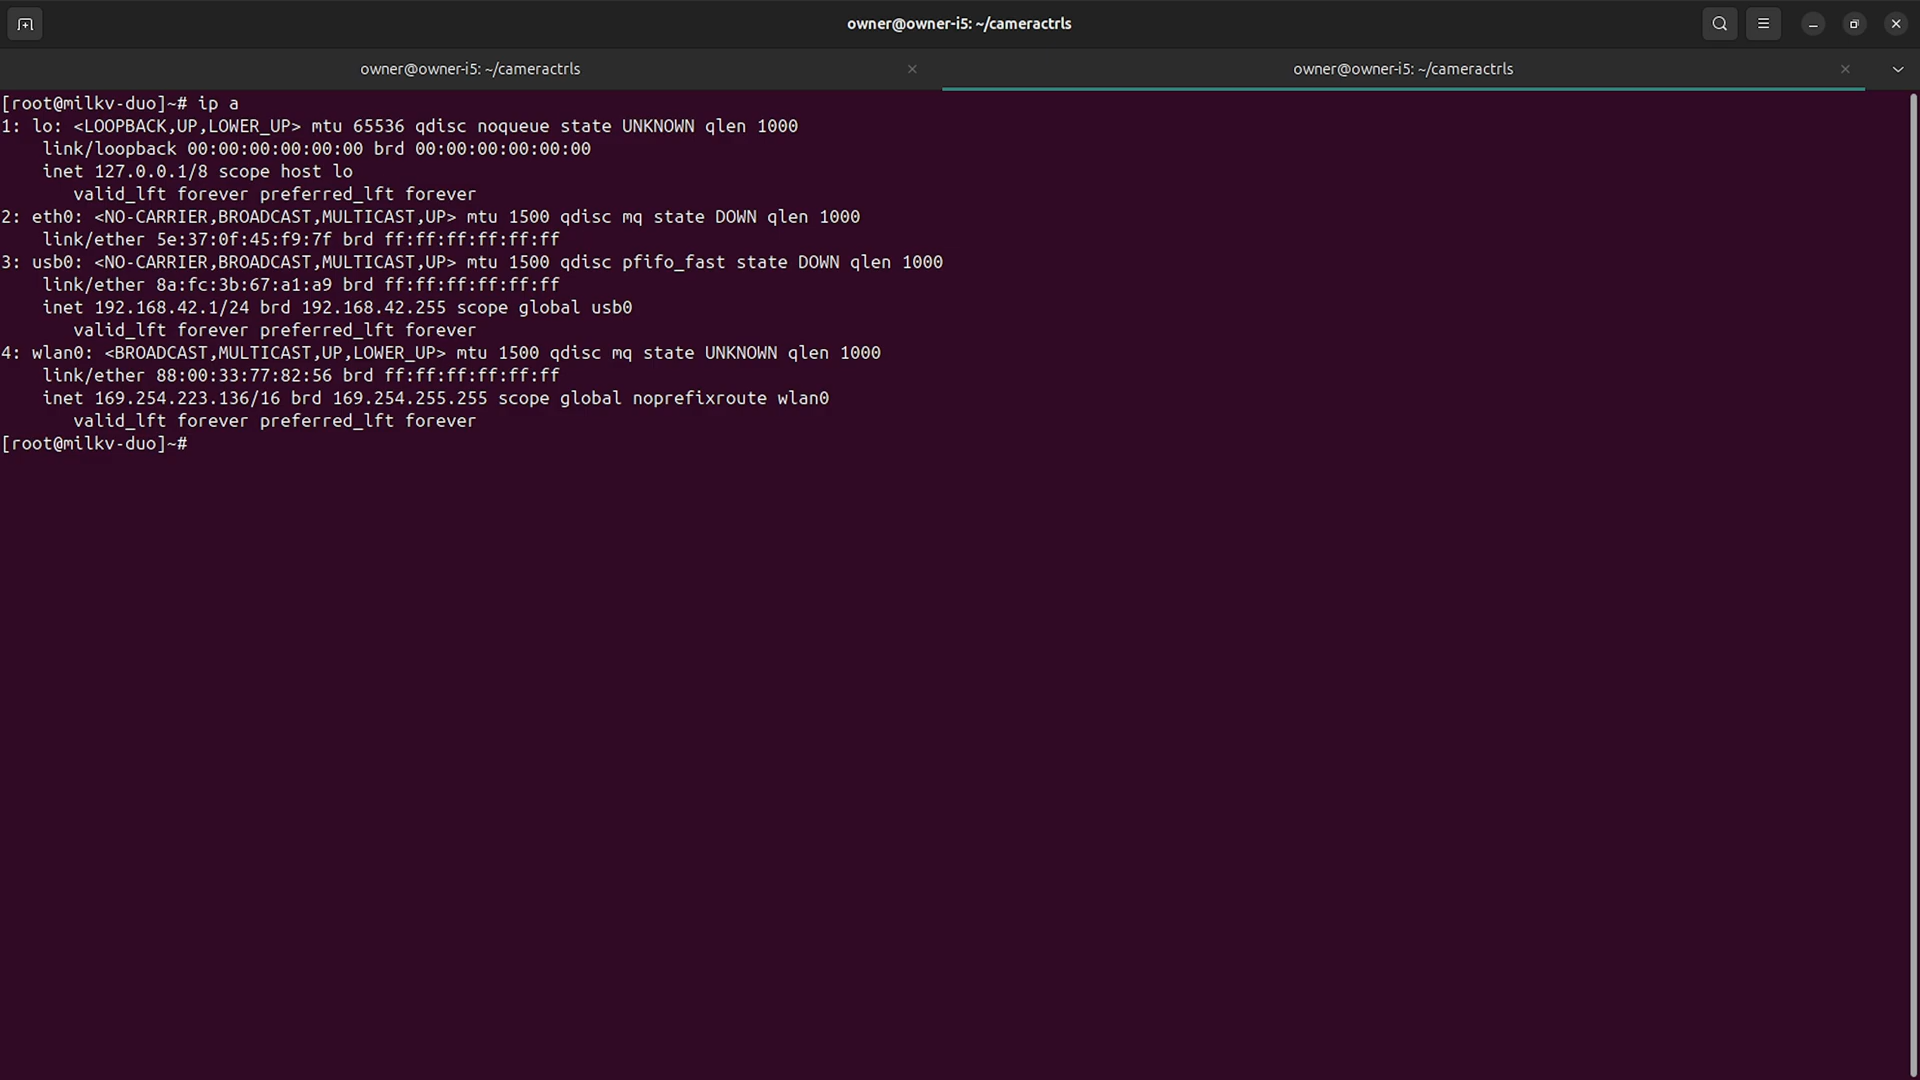 owner@owner-i5: ~/cameractrls
owner@owner-i5: ~/cameractrls
owner@owner-i5: ~/cameractrls
[root@milkv-duo]~# ip a
1: lo: <LOOPBACK,UP,LOWER_UP> mtu 65536 qdisc noqueue state UNKNOWN qlen 1000
    link/loopback 00:00:00:00:00:00 brd 00:00:00:00:00:00
    inet 127.0.0.1/8 scope host lo
       valid_lft forever preferred_lft forever
2: eth0: <NO-CARRIER,BROADCAST,MULTICAST,UP> mtu 1500 qdisc mq state DOWN qlen 1000
    link/ether 5e:37:0f:45:f9:7f brd ff:ff:ff:ff:ff:ff
3: usb0: <NO-CARRIER,BROADCAST,MULTICAST,UP> mtu 1500 qdisc pfifo_fast state DOWN qlen 1000
    link/ether 8a:fc:3b:67:a1:a9 brd ff:ff:ff:ff:ff:ff
    inet 192.168.42.1/24 brd 192.168.42.255 scope global usb0
       valid_lft forever preferred_lft forever
4: wlan0: <BROADCAST,MULTICAST,UP,LOWER_UP> mtu 1500 qdisc mq state UNKNOWN qlen 1000
    link/ether 88:00:33:77:82:56 brd ff:ff:ff:ff:ff:ff
    inet 169.254.223.136/16 brd 169.254.255.255 scope global noprefixroute wlan0
       valid_lft forever preferred_lft forever
[root@milkv-duo]~#